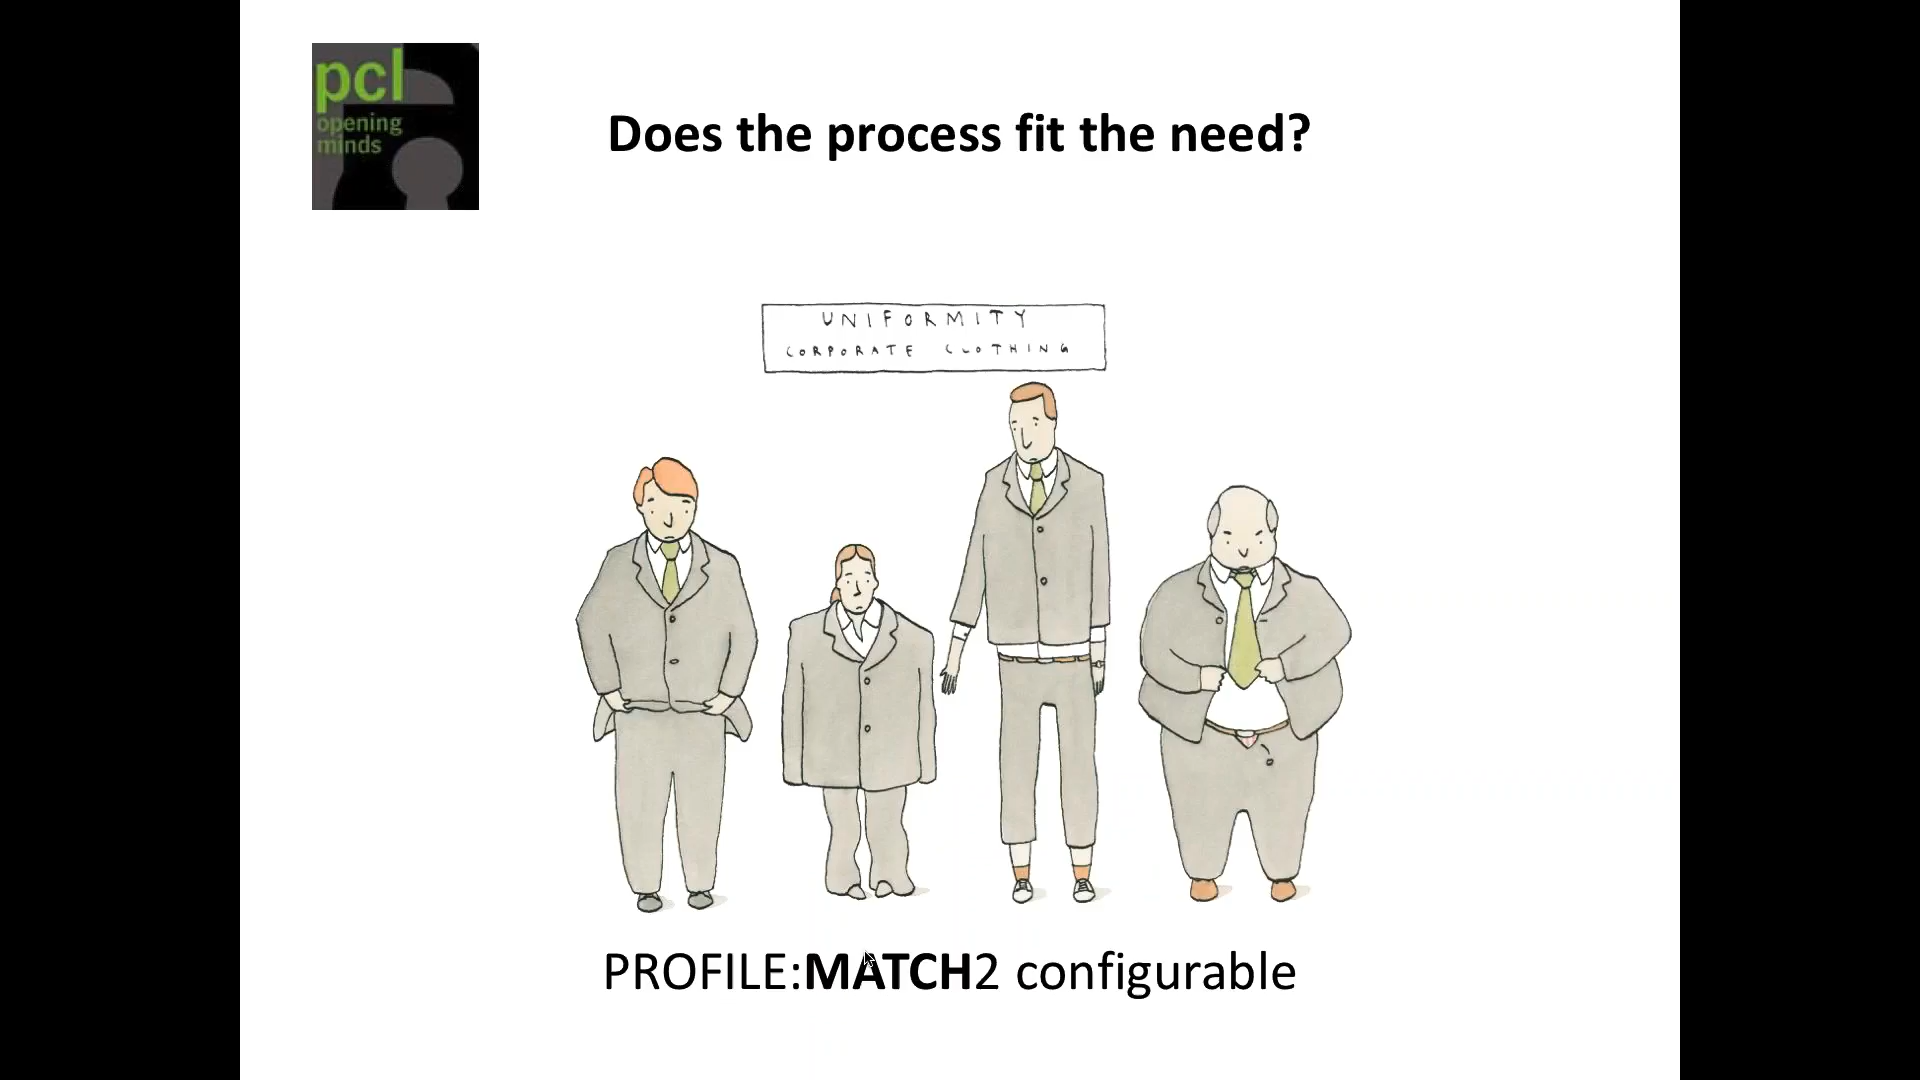 pcl
opening
minds
Does the process fit the need?
UNIFORMITY
CORPORATE CLOTHING
PROFILE:MATCH2 configurable